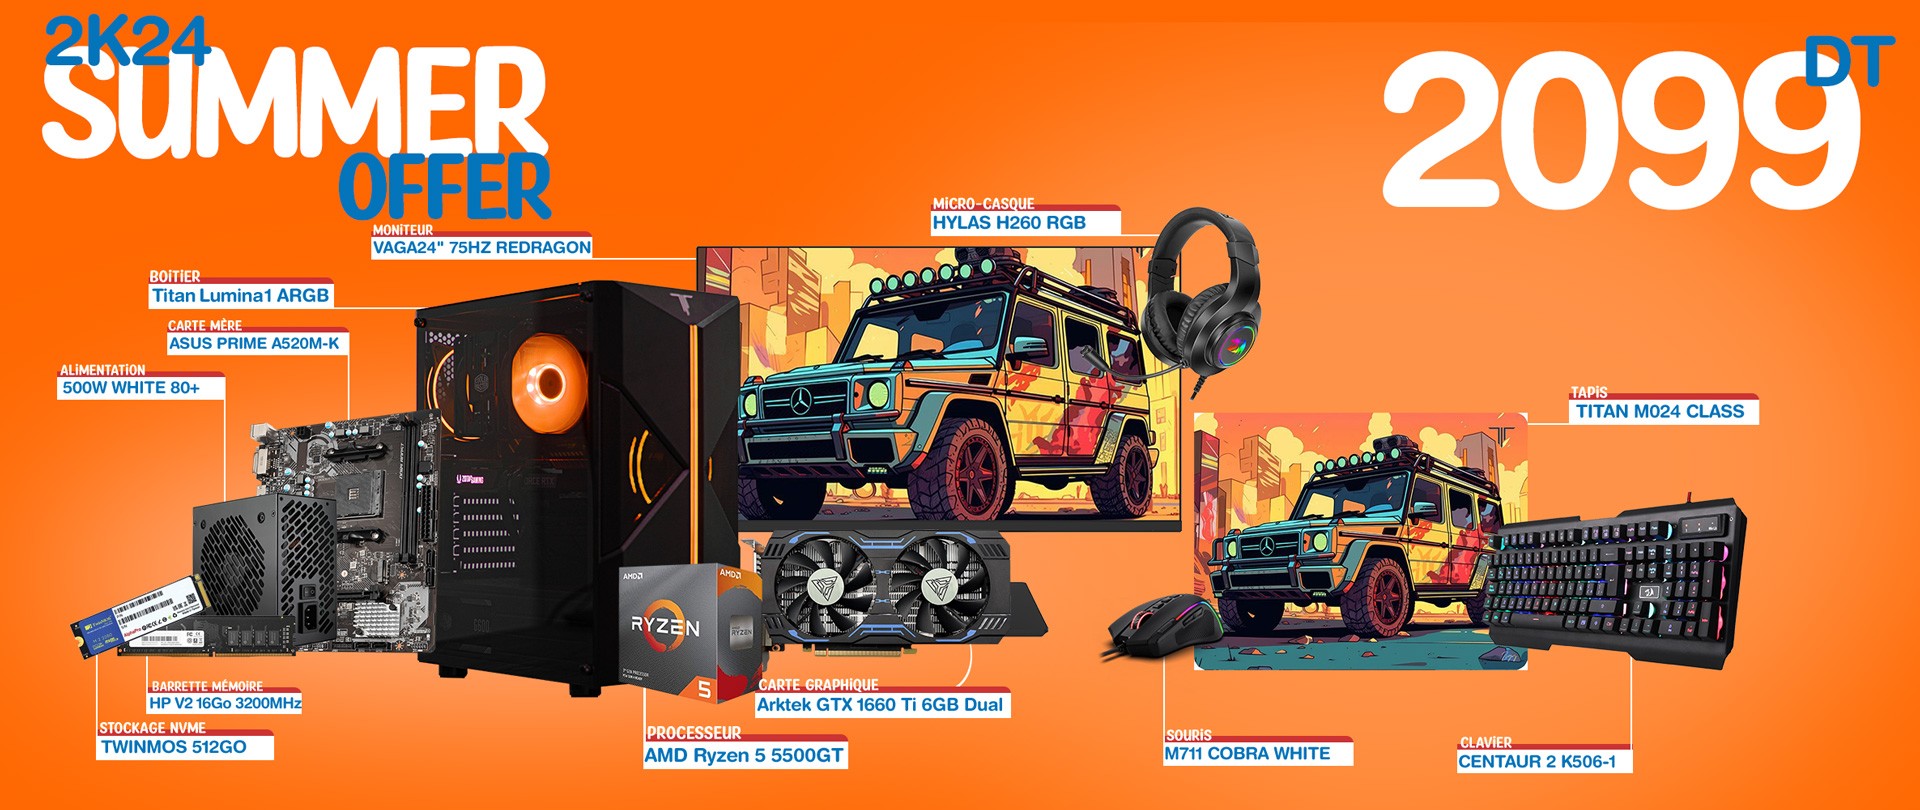 2K24
SUMMER
OFFER
2099
DT
MONiTEUR
VAGA24" 75HZ REDRAGON
MiCRO-CASQUE
HYLAS H260 RGB
BOiTiER
Titan Lumina1 ARGB
CARTE MÈRE
ASUS PRIME A520M-K
ALiMENTATiON
500W WHITE 80+
TAPiS
TITAN M024 CLASS
AMD
AMD
RYZEN
RYZEN
5
BARRETTE MÉMOiRE
HP V2 16Go 3200MHz
STOCKAGE NVME
TWINMOS 512GO
CARTE GRAPHiQUE
Arktek GTX 1660 Ti 6GB Dual
PROCESSEUR
AMD Ryzen 5 5500GT
SOURiS
M711 COBRA WHITE
CLAViER
CENTAUR 2 K506-1